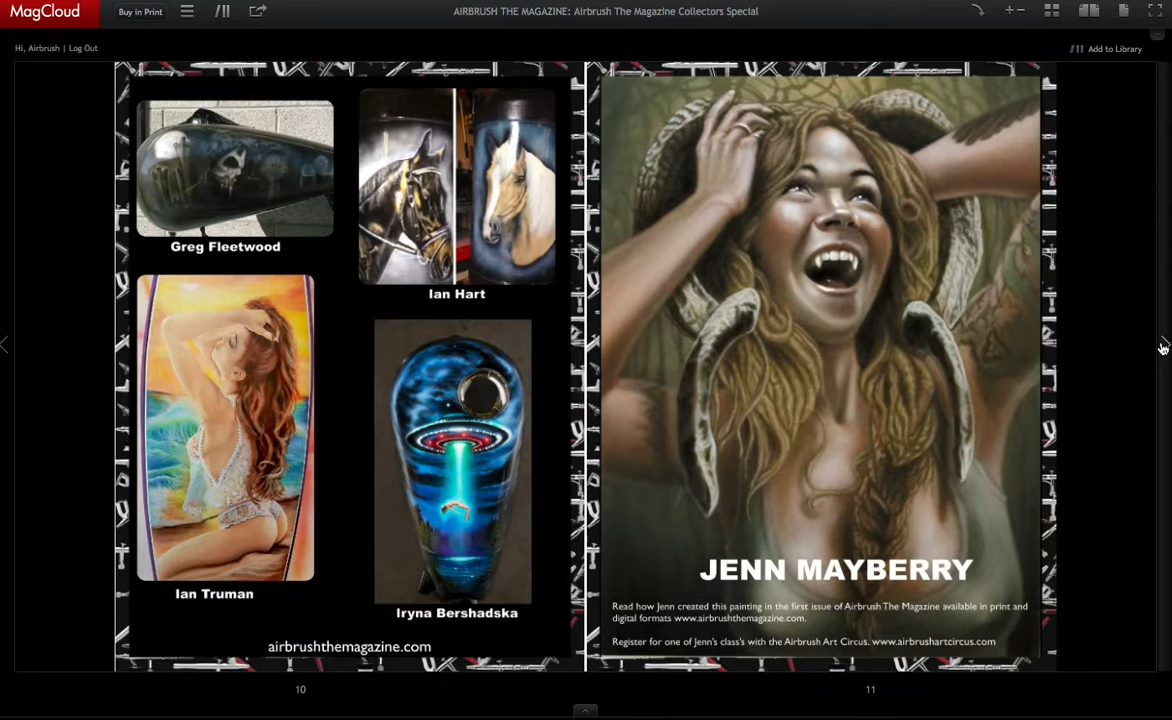 MagCloud
Buy in Print
AIRBRUSH THE MAGAZINE: Airbrush The Magazine Collectors Special
Hi, Airbrush | Log Out
Add to Library
Greg Fleetwood
Ian Hart
Ian Truman
Iryna Bershadska
airbrushthemagazine.com
JENN MAYBERRY
Read how Jenn created this painting in the first issue of Airbrush The Magazine available in print and
digital formats www.airbrushthemagazine.com.
Register for one of Jenn's class's with the Airbrush Art Circus. www.airbrushartcircus.com
10
11